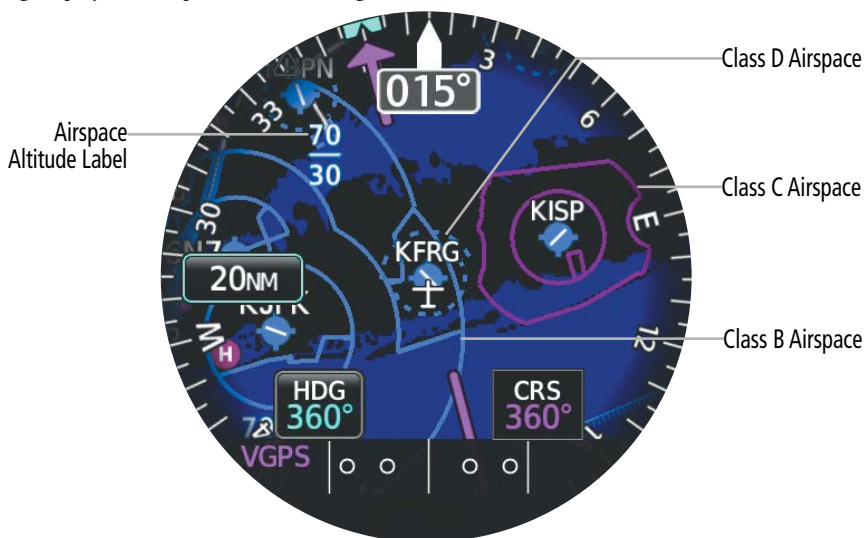 PN
015°
3
33
6
70
30
30
E
KISP
KFRG
20NM
W
H
12
HDG
360°
CRS
360°
VGPS
Class D Airspace
Airspace
Altitude Label
Class C Airspace
Class B Airspace